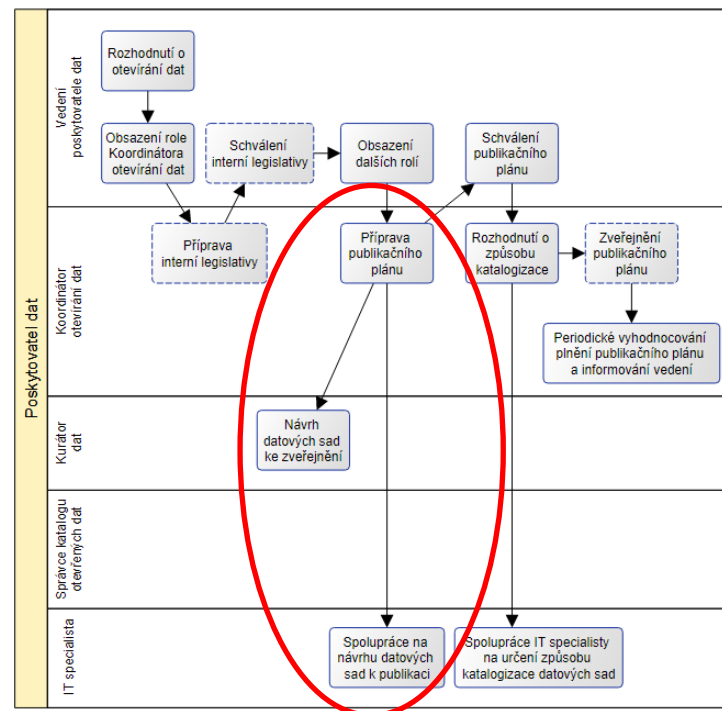 Poskytovatel dat
Vedení
poskytovatele dat
Rozhodnutí o
otevírání dat
Obsazení role
Koordinátora
otevírání dat
Schválení
interní legislativy
Obsazení
dalších rolí
Schválení
publikačního
plánu
Koordinátor
otevírání dat
Příprava
interní legislativy
Příprava
publikačního
plánu
Rozhodnutí o
způsobu
katalogizace
Zveřejnění
publikačního
plánu
Periodické vyhodnocování
plnění publikačního plánu
a informování vedení
Kurátor
dat
Návrh
datových sad
ke zveřejnění
Správce katalogu
otevřených dat
IT specialista
Spolupráce na
návrhu datových
sad k publikaci
Spolupráce IT specialisty
na určení způsobu
katalogizace datových sad